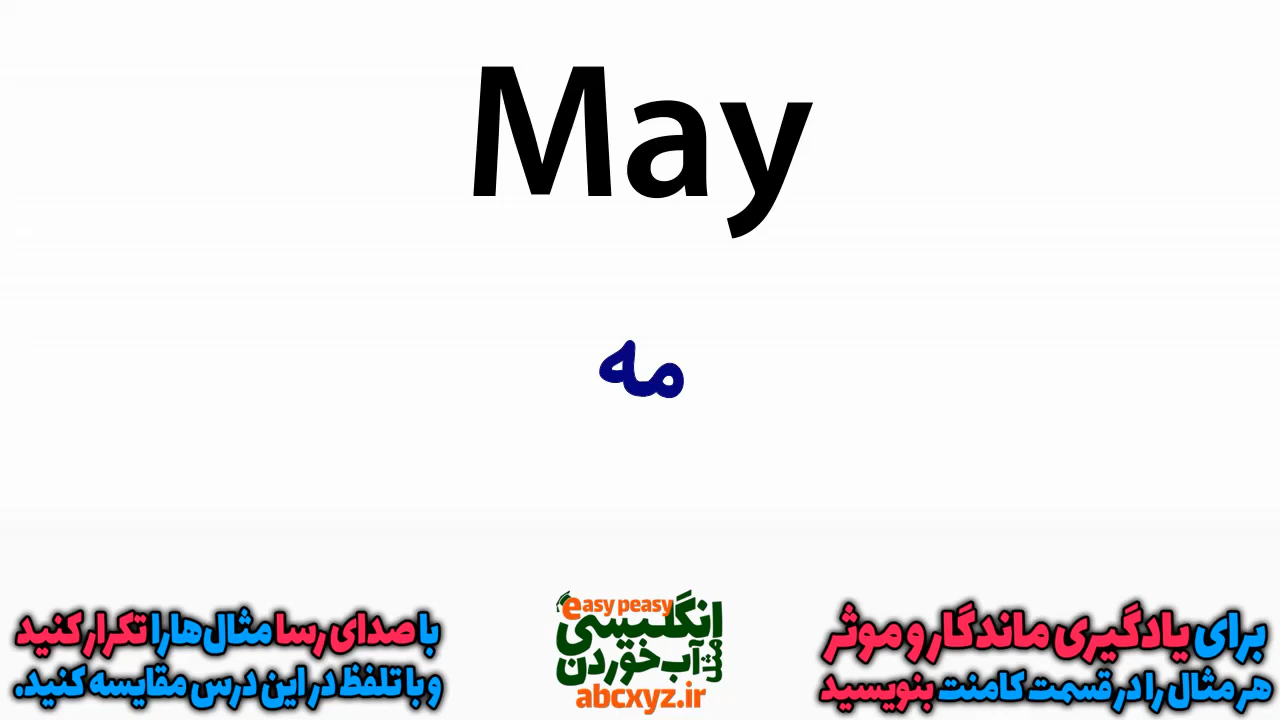 May
مه
برای یادگیری ماندگار و موثر
هر مثال را در قسمت کامنت بنویسید
easy peasy
انگلیسی
مثل آب خوردن
abcxyz.ir
با صدای رسا مثال‌ها را تکرار کنید
و با تلفظ در این درس مقایسه کنید.